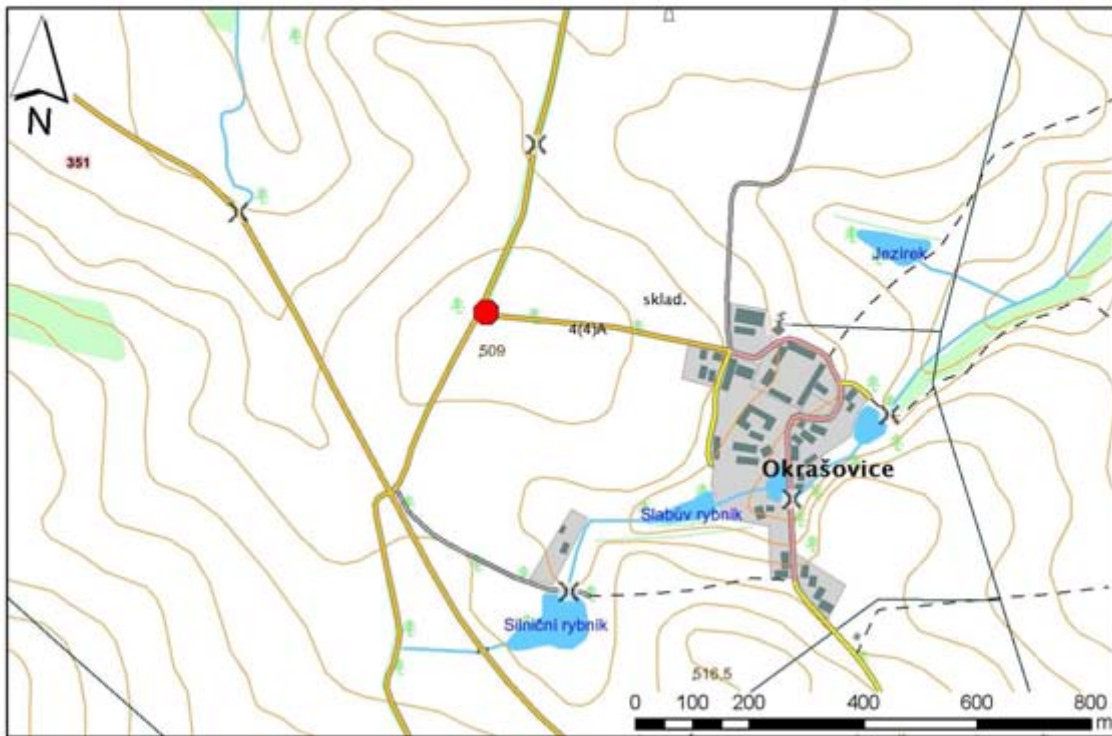 N
351
Jezírek
sklad.
4(4)A
509
Okrašovice
Slabův rybník
Silniční rybník
516,5
0 100 200 400 600 800
m